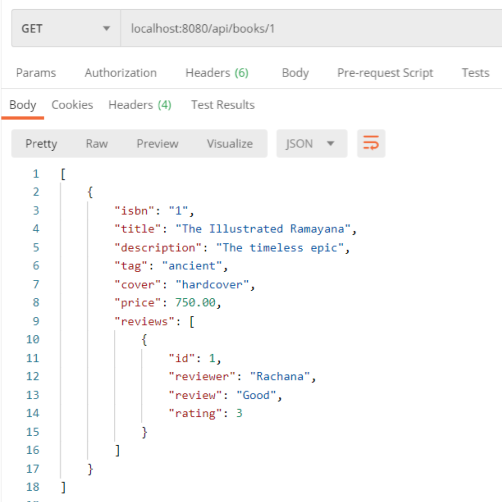 GET localhost:8080/api/books/1
Params Authorization Headers (6) Body Pre-request Script Tests
Body Cookies Headers (4) Test Results
Pretty Raw Preview Visualize JSON
1 [
2 {
3 "isbn": "1",
4 "title": "The Illustrated Ramayana",
5 "description": "The timeless epic",
6 "tag": "ancient",
7 "cover": "hardcover",
8 "price": 750.00,
9 "reviews": [
10 {
11 "id": 1,
12 "reviewer": "Rachana",
13 "review": "Good",
14 "rating": 3
15 }
16 ]
17 }
18 ]